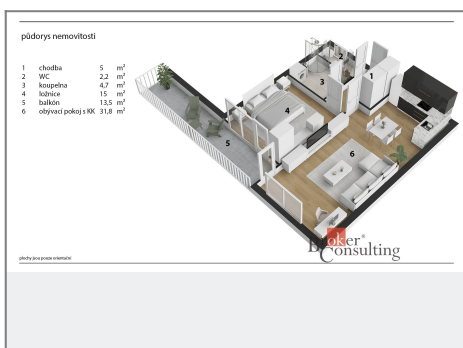 půdorys nemovitosti
1 chodba 5 m²
2 WC 2,2 m²
3 koupelna 4,7 m²
4 ložnice 15 m²
5 balkón 13,5 m²
6 obývací pokoj s KK 31,8 m²
1
2
3
4
5
6
Broker®
Consulting
plochy jsou pouze orientační